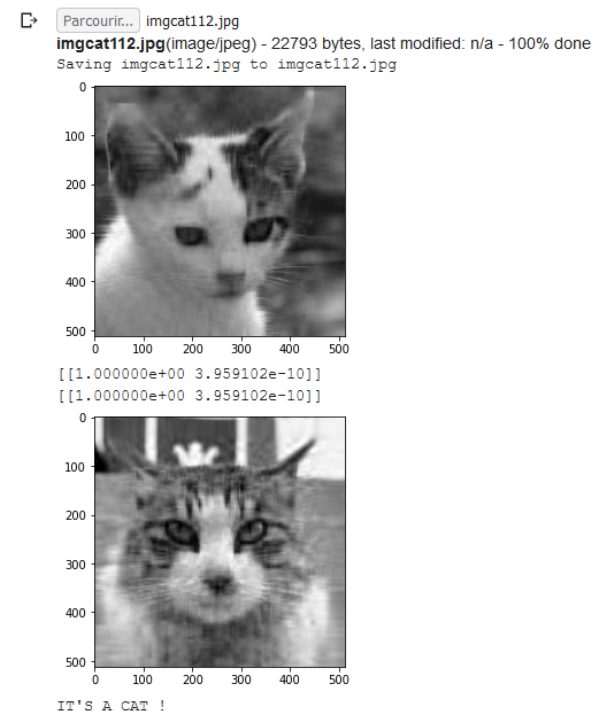 Parcourir... imgcat112.jpg
imgcat112.jpg(image/jpeg) - 22793 bytes, last modified: n/a - 100% done
Saving imgcat112.jpg to imgcat112.jpg
0
100
200
300
400
500
0 100 200 300 400 500
[[1.000000e+00 3.959102e-10]]
[[1.000000e+00 3.959102e-10]]
0
100
200
300
400
500
0 100 200 300 400 500
IT'S A CAT !